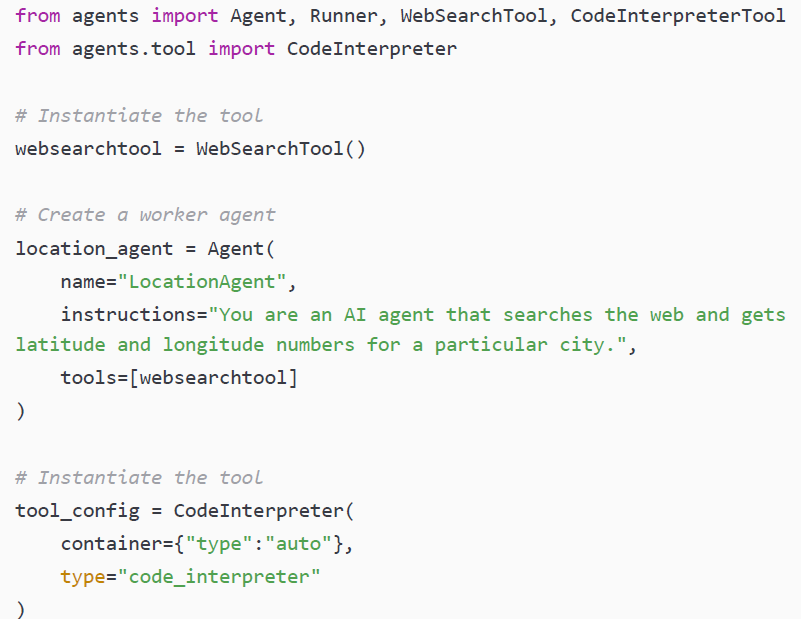 from agents import Agent, Runner, WebSearchTool, CodeInterpreterTool
from agents.tool import CodeInterpreter

# Instantiate the tool
websearchtool = WebSearchTool()

# Create a worker agent
location_agent = Agent(
    name="LocationAgent",
    instructions="You are an AI agent that searches the web and gets
latitude and longitude numbers for a particular city.",
    tools=[websearchtool]
)

# Instantiate the tool
tool_config = CodeInterpreter(
    container={"type":"auto"},
    type="code_interpreter"
)